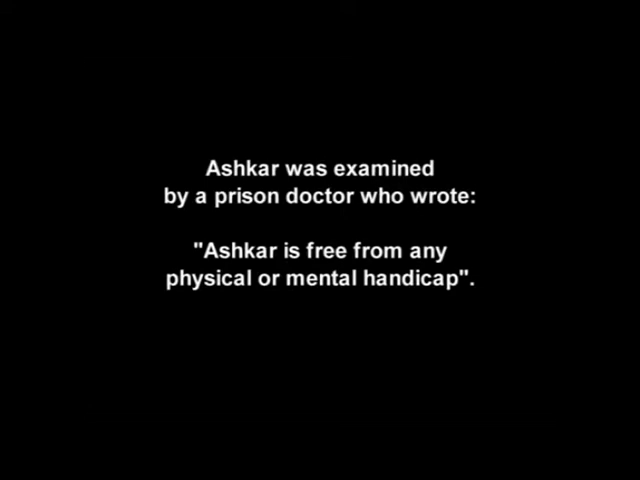 Ashkar was examined
by a prison doctor who wrote:
"Ashkar is free from any
physical or mental handicap".